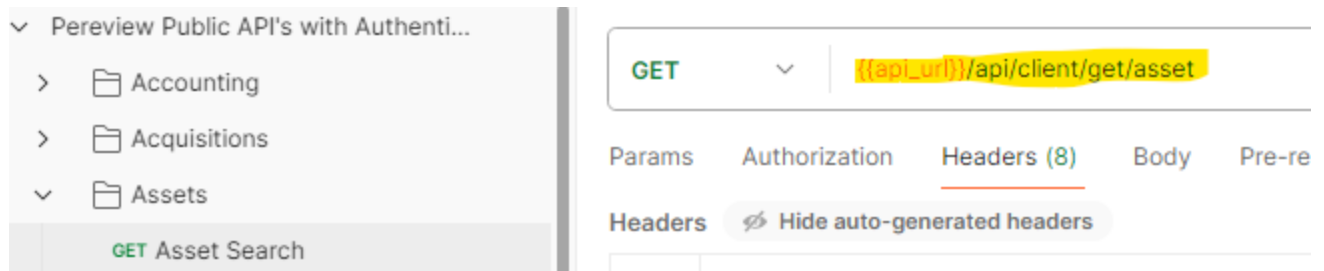 Pereview Public API's with Authenti...
Accounting
Acquisitions
Assets
GET Asset Search
GET {{api_url}}/api/client/get/asset
Params Authorization Headers (8) Body Pre-re
Headers Hide auto-generated headers